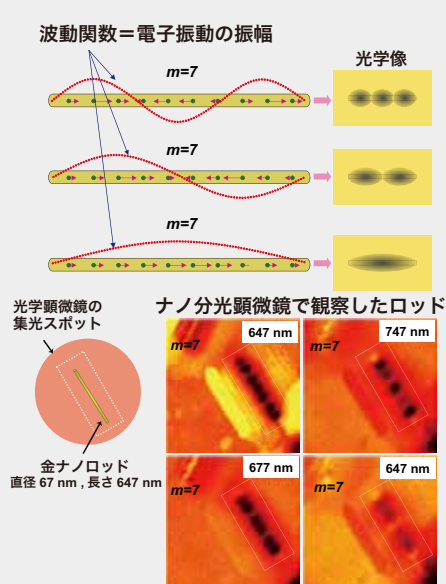 波動関数＝電子振動の振幅
光学像
m=7
m=7
m=7
光学顕微鏡の
集光スポット
ナノ分光顕微鏡で観察したロッド
647 nm
m=7
747 nm
m=7
金ナノロッド
直径 67 nm , 長さ 647 nm
677 nm
m=7
647 nm
m=7